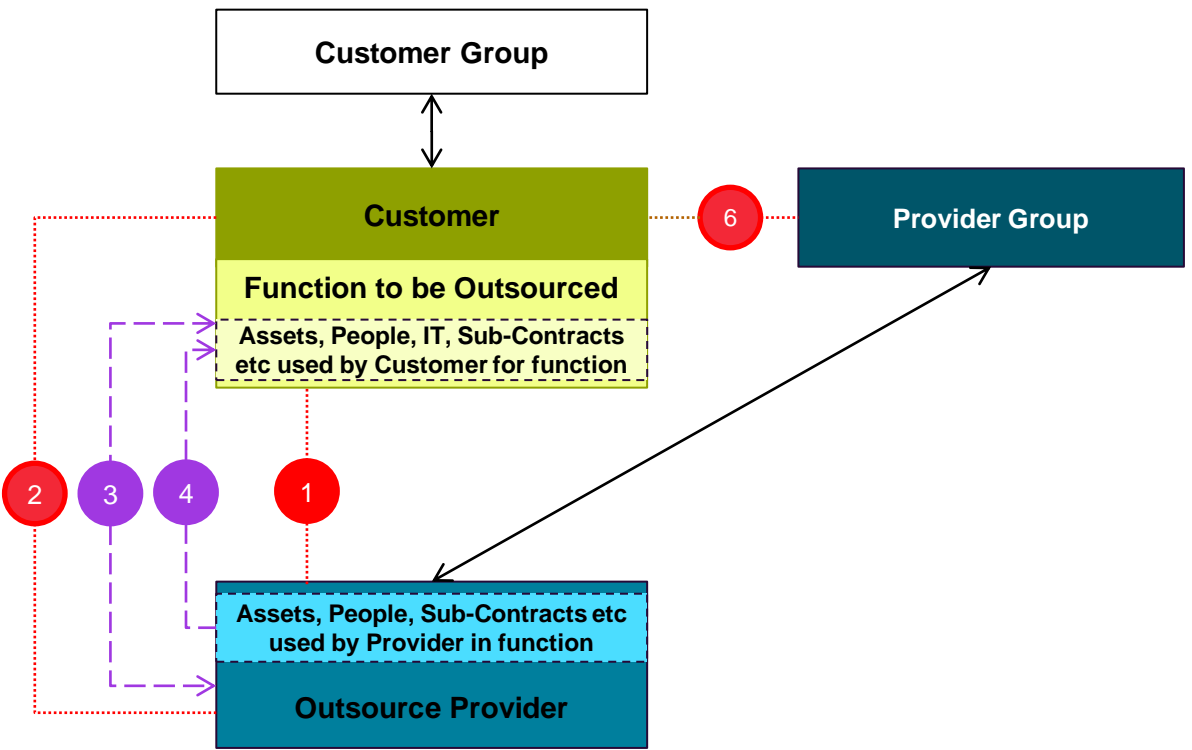 Customer Group
Customer
6
Provider Group
Function to be Outsourced
Assets, People, IT, Sub-Contracts
etc used by Customer for function
2
3
4
1
Assets, People, Sub-Contracts etc
used by Provider in function
Outsource Provider